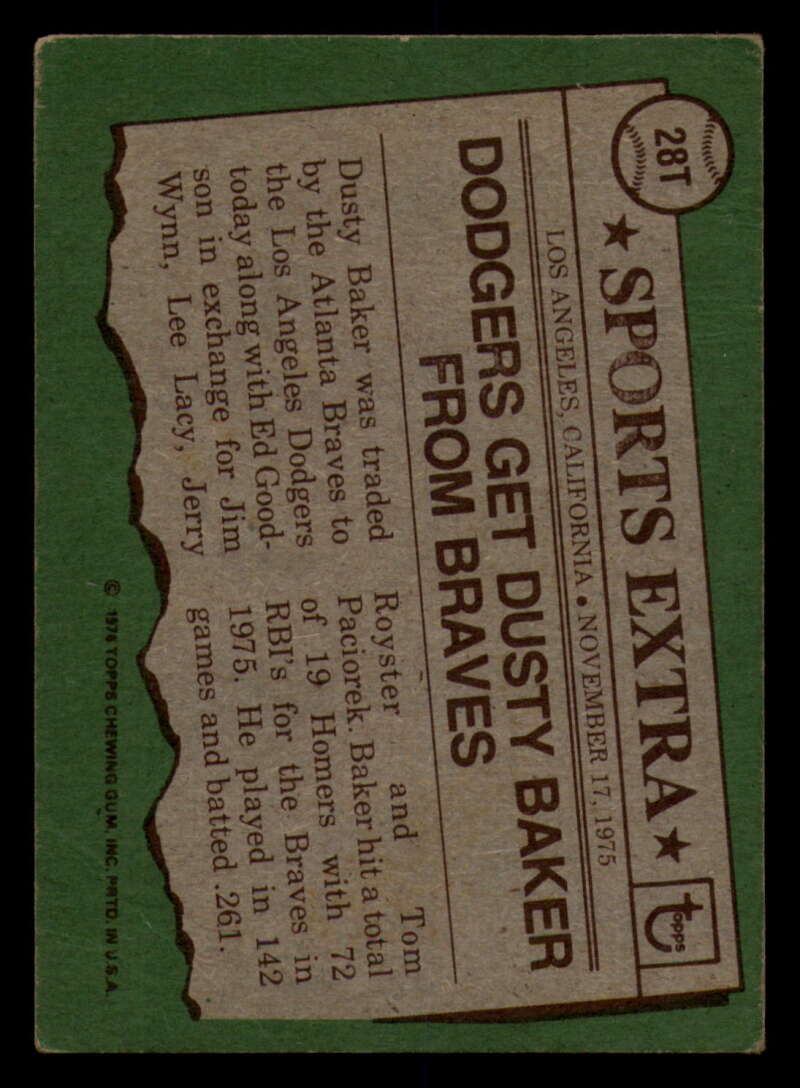 28T
★ SPORTS EXTRA ★
topps
LOS ANGELES, CALIFORNIA • NOVEMBER 17, 1975
DODGERS GET DUSTY BAKER
FROM BRAVES
Dusty Baker was traded
by the Atlanta Braves to
the Los Angeles Dodgers
today along with Ed Good-
son in exchange for Jim
Wynn, Lee Lacy, Jerry
Royster and Tom
Paciorek. Baker hit a total
of 19 Homers with 72
RBI's for the Braves in
1975. He played in 142
games and batted .261.
© 1976 TOPPS CHEWING GUM, INC. PRTD. IN U.S.A.